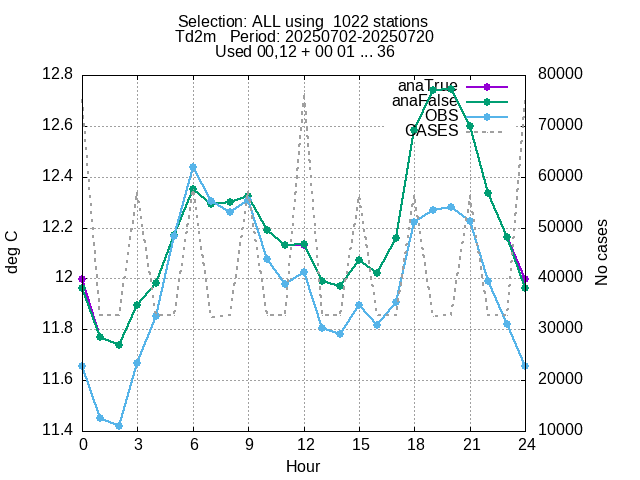 Selection: ALL using  1022 stations
Td2m   Period: 20250702-20250720
Used 00,12 + 00 01 ... 36
anaTrue
anaFalse
OBS
CASES
12.8
12.6
12.4
12.2
12
11.8
11.6
11.4
80000
70000
60000
50000
40000
30000
20000
10000
deg C
No cases
0 3 6 9 12 15 18 21 24
Hour